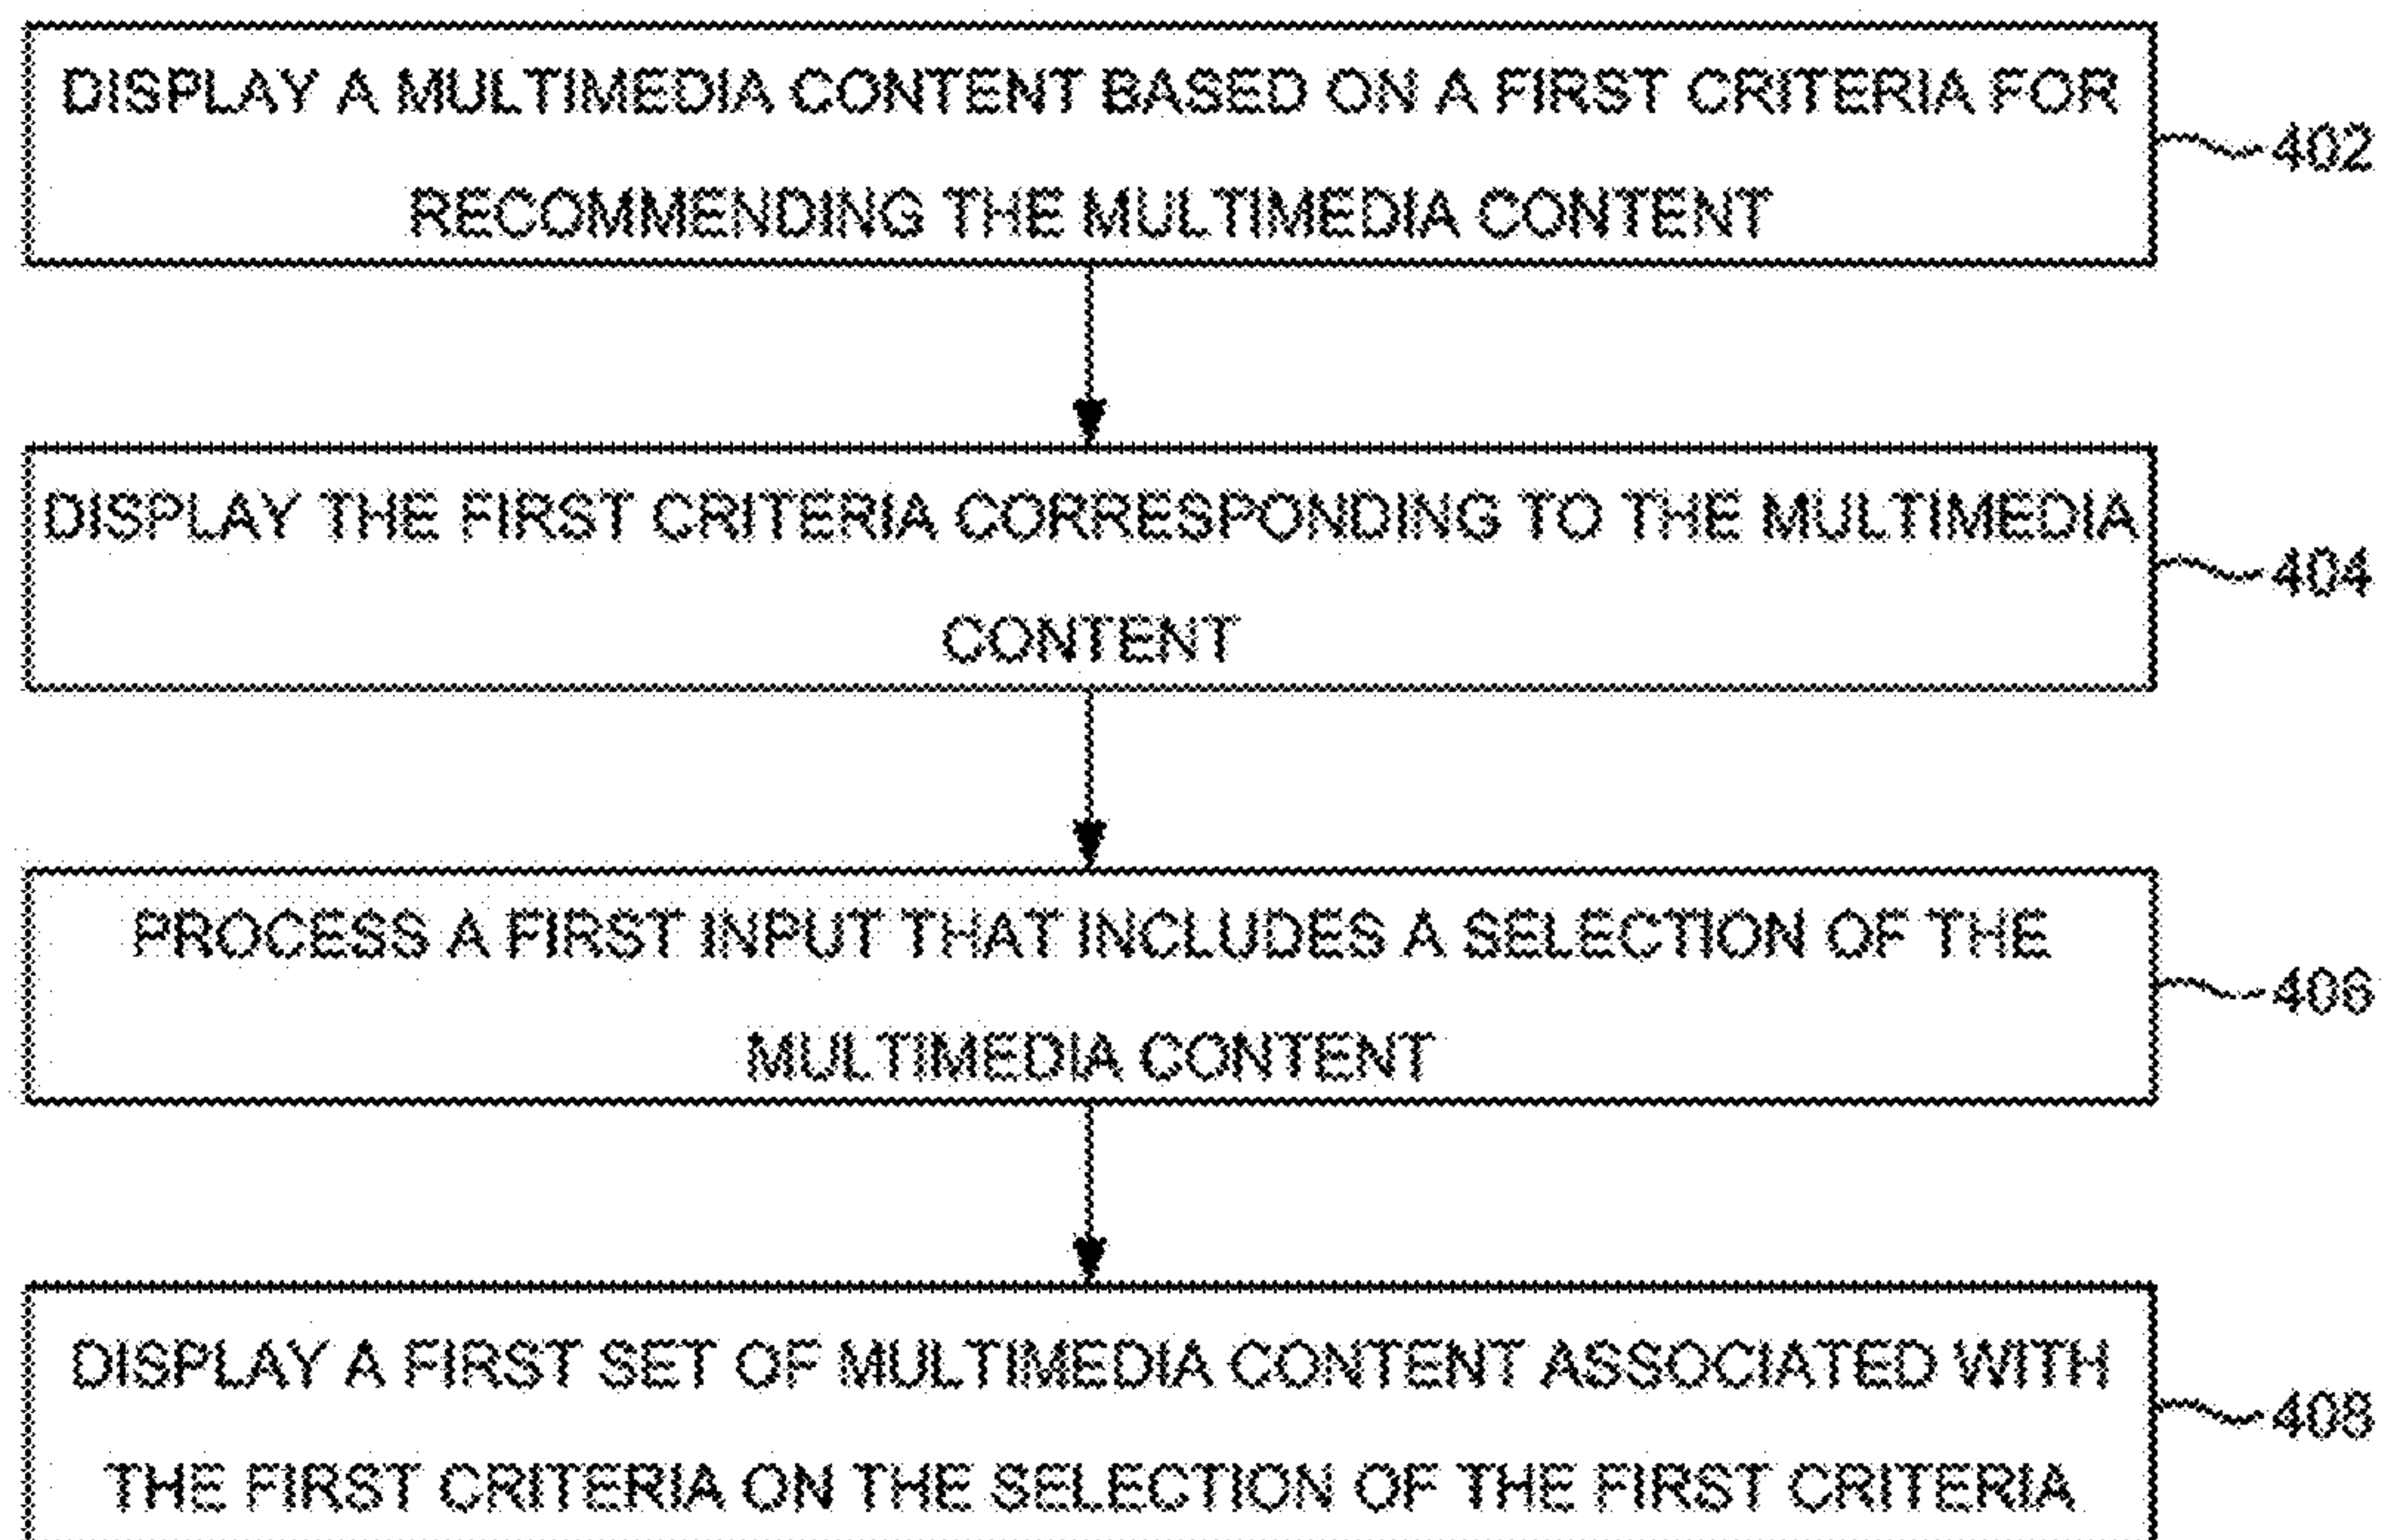 DISPLAY A MULTIMEDIA CONTENT BASED ON A FIRST CRITERIA FOR
RECOMMENDING THE MULTIMEDIA CONTENT
402
DISPLAY THE FIRST CRITERIA CORRESPONDING TO THE MULTIMEDIA
CONTENT
404
PROCESS A FIRST INPUT THAT INCLUDES A SELECTION OF THE
MULTIMEDIA CONTENT
406
DISPLAY A FIRST SET OF MULTIMEDIA CONTENT ASSOCIATED WITH
THE FIRST CRITERIA ON THE SELECTION OF THE FIRST CRITERIA
408